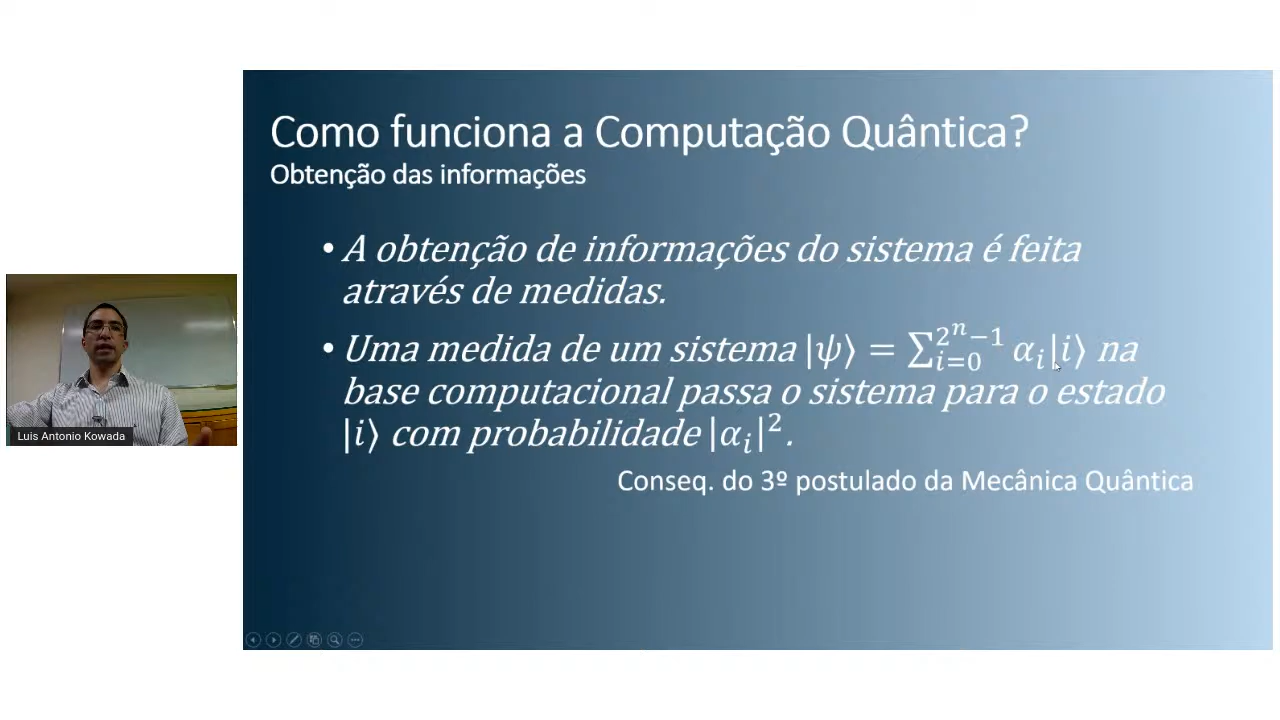 Como funciona a Computação Quântica?
Obtenção das informações
• A obtenção de informações do sistema é feita
através de medidas.
• Uma medida de um sistema |ψ⟩ = ∑_{i=0}^{2^n−1} α_i|i⟩ na
base computacional passa o sistema para o estado
|i⟩ com probabilidade |α_i|².
Conseq. do 3º postulado da Mecânica Quântica
Luis Antonio Kowada